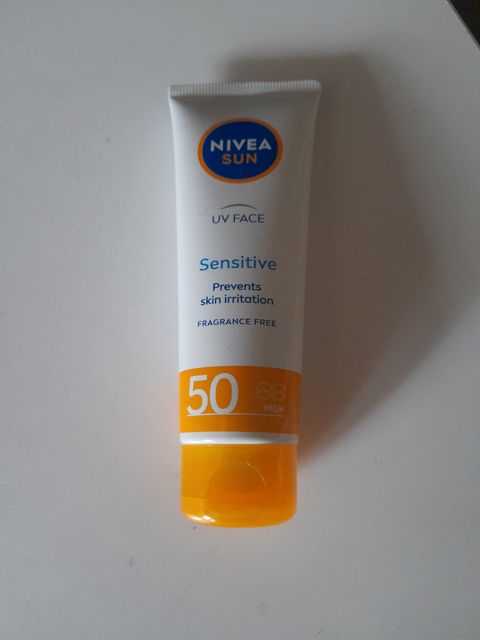 NIVEA
SUN
UV FACE
Sensitive
Prevents
skin irritation
FRAGRANCE FREE
50
HIGH